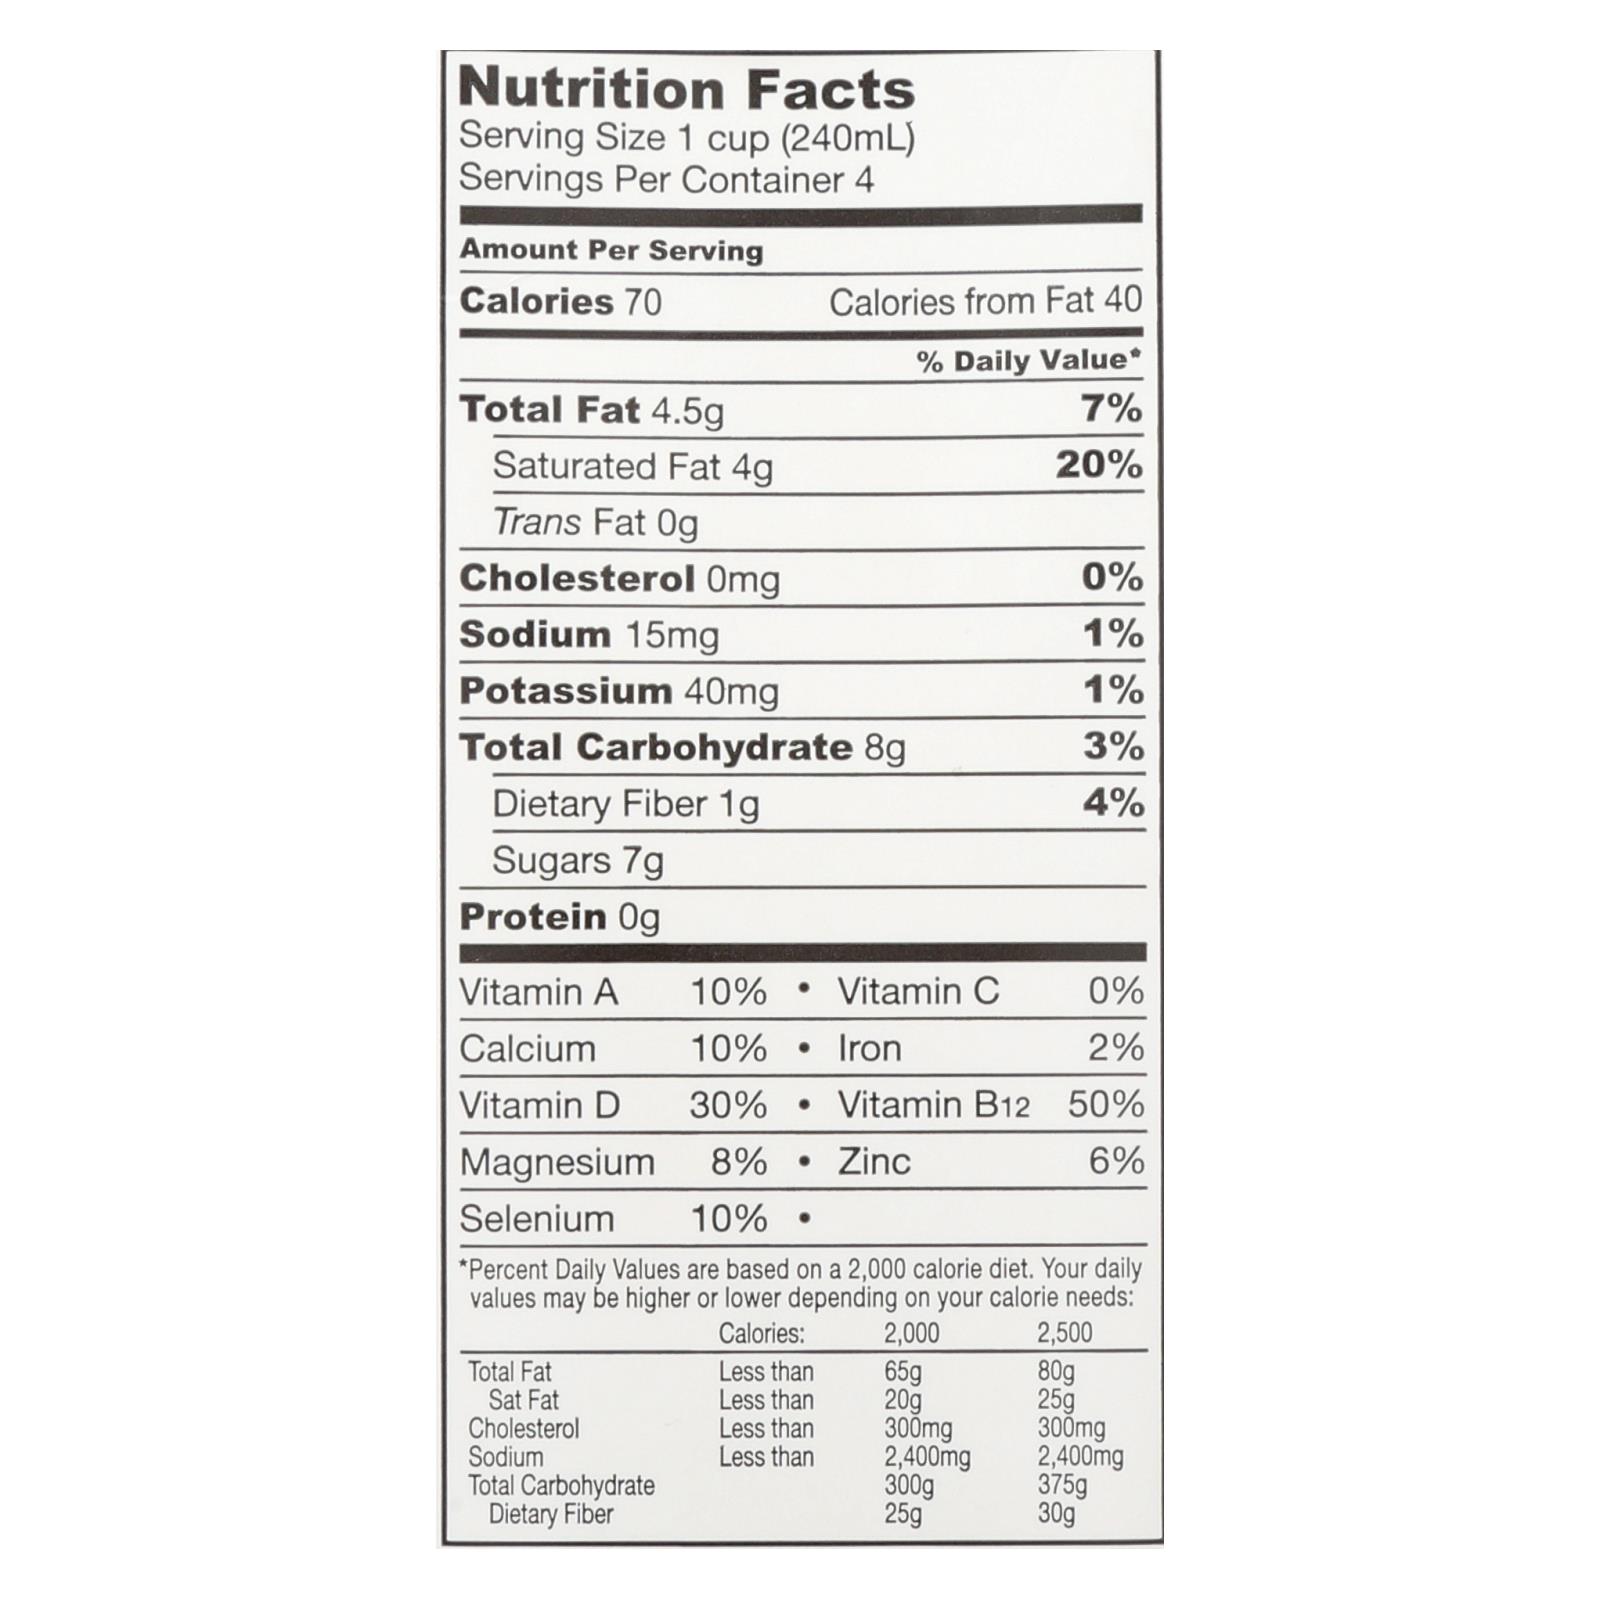 Nutrition Facts
Serving Size 1 cup (240mL)
Servings Per Container 4
Amount Per Serving
Calories 70 Calories from Fat 40
% Daily Value*
Total Fat 4.5g 7%
Saturated Fat 4g 20%
Trans Fat 0g
Cholesterol 0mg 0%
Sodium 15mg 1%
Potassium 40mg 1%
Total Carbohydrate 8g 3%
Dietary Fiber 1g 4%
Sugars 7g
Protein 0g
Vitamin A 10% • Vitamin C 0%
Calcium 10% • Iron 2%
Vitamin D 30% • Vitamin B12 50%
Magnesium 8% • Zinc 6%
Selenium 10% •
*Percent Daily Values are based on a 2,000 calorie diet. Your daily
values may be higher or lower depending on your calorie needs:
Calories: 2,000 2,500
Total Fat Less than 65g 80g
Sat Fat Less than 20g 25g
Cholesterol Less than 300mg 300mg
Sodium Less than 2,400mg 2,400mg
Total Carbohydrate 300g 375g
Dietary Fiber 25g 30g